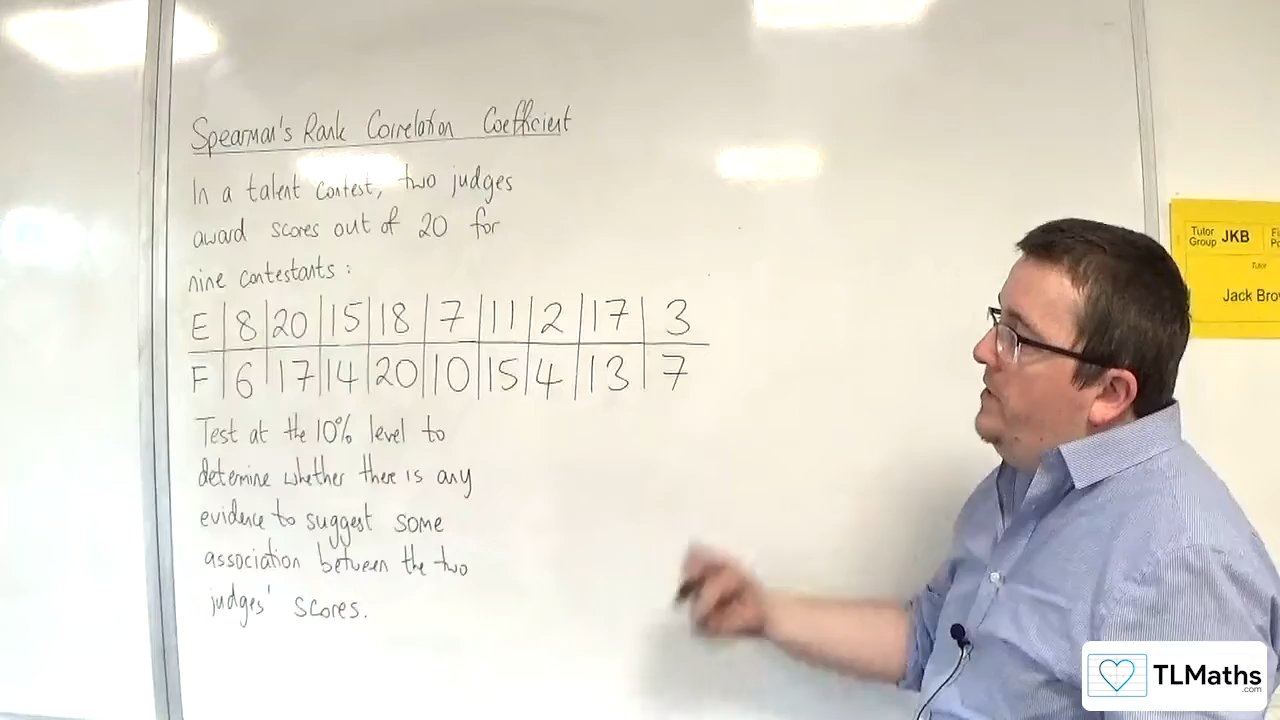 Spearman's Rank Correlation Coefficient
In a talent contest, two judges
award scores out of 20 for
nine contestants :
E 8 20 15 18 7 11 2 17 3
F 6 17 14 20 10 15 4 13 7
Test at the 10% level to
determine whether there is any
evidence to suggest some
association between the two
judges' scores.
Tutor Group JKB
Tutor
Jack Bro
TLMaths
.com